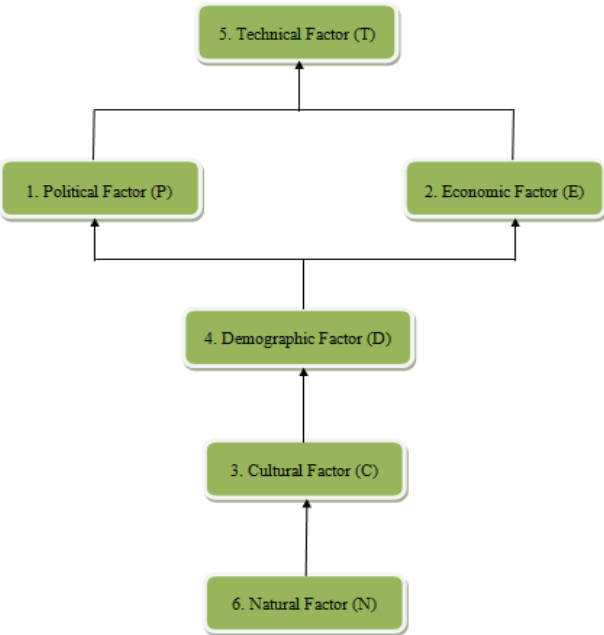 5. Technical Factor (T)
1. Political Factor (P)
2. Economic Factor (E)
4. Demographic Factor (D)
3. Cultural Factor (C)
6. Natural Factor (N)